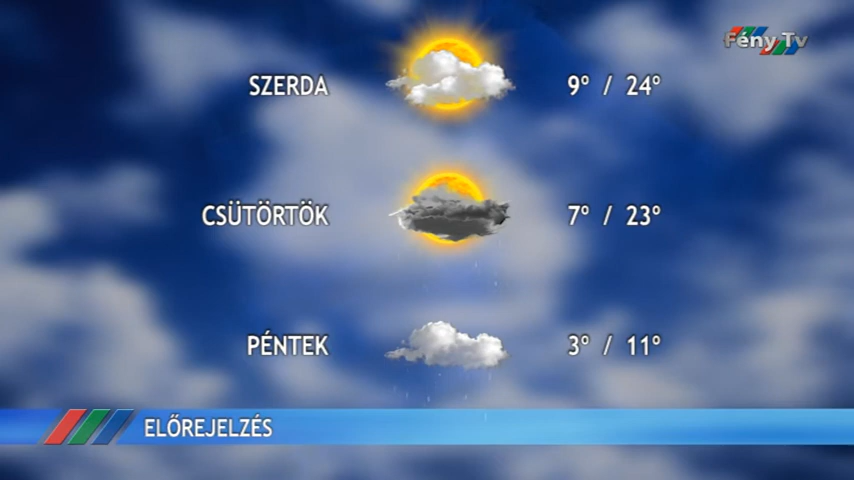 Fény Tv
SZERDA 9° / 24°
CSÜTÖRTÖK 7° / 23°
PÉNTEK 3° / 11°
ELŐREJELZÉS